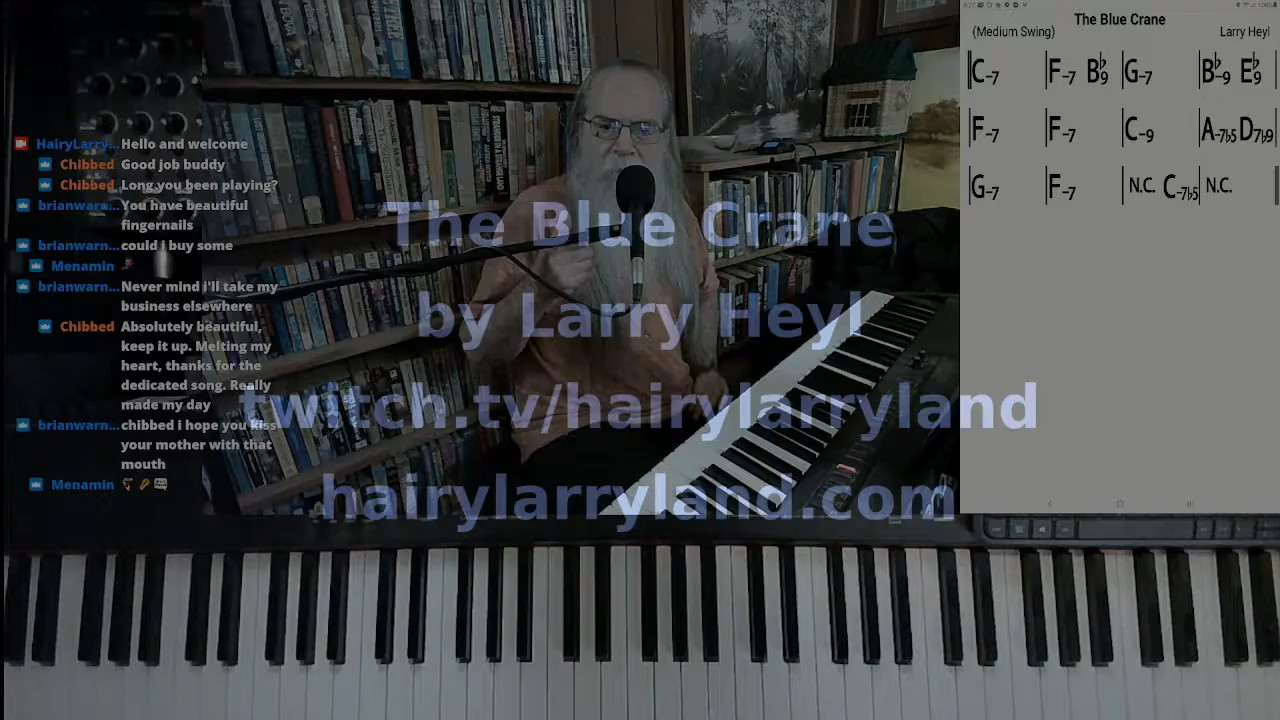 The Blue Crane
(Medium Swing)
Larry Heyl
C-7 F-7 B♭9 G-7 B♭-9 E♭9
F-7 F-7 C-9 A-7♭5 D7♭9
G-7 F-7 N.C. C-7♭5 N.C.
HairyLarry... Hello and welcome
Chibbed Good job buddy
Chibbed Long you been playing?
brianwarn... You have beautiful
fingernails
brianwarn... could i buy some
Menamin
brianwarn... Never mind i'll take my
business elsewhere
Chibbed Absolutely beautiful,
keep it up. Melting my
heart, thanks for the
dedicated song. Really
made my day
brianwarn... chibbed i hope you kiss
your mother with that
mouth
Menamin
The Blue Crane
by Larry Heyl
twitch.tv/hairylarryland
hairylarryland.com